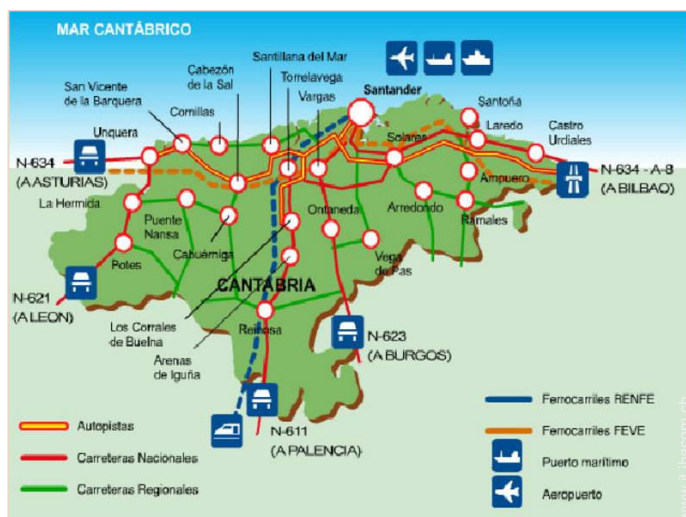 MAR CANTÁBRICO
Santillana del Mar
Cabezón
de la Sal
Torrelavega
San Vicente
de la Barquera
Vargas
Santander
Comillas
Santoña
Unquera
Solares
Laredo
Castro
Urdiales
N-634
(A ASTURIAS)
N-634 - A-8
(A BILBAO)
Ampuero
La Hermida
Puente
Nansa
Ontaneda
Arredondo
Ramales
Cabuérniga
Potes
Vega
de Pas
CANTABRIA
N-621
(A LEON)
Los Corrales
de Buelna
Reinosa
N-623
(A BURGOS)
Arenas
de Iguña
N-611
(A PALENCIA)
Autopistas
Carreteras Nacionales
Carreteras Regionales
Ferrocarriles RENFE
Ferrocarriles FEVE
Puerto marítimo
Aeropuerto